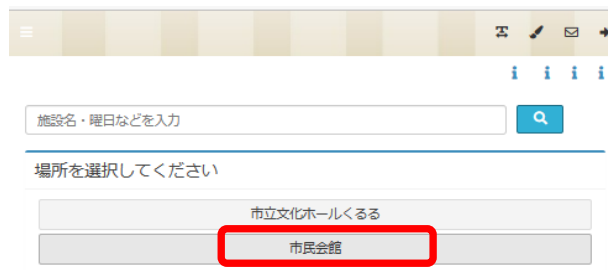 施設名・曜日などを入力
場所を選択してください
市立文化ホールくるる
市民会館